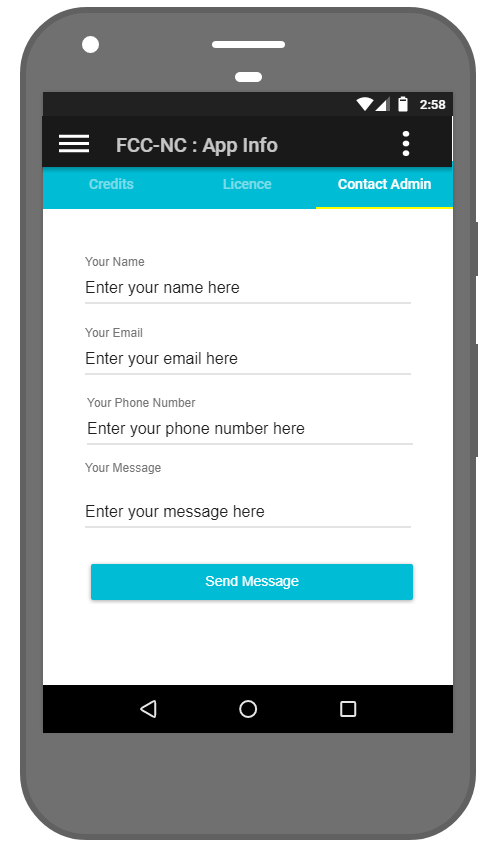 2:58
FCC-NC : App Info
Credits Licence Contact Admin
Your Name
Enter your name here
Your Email
Enter your email here
Your Phone Number
Enter your phone number here
Your Message
Enter your message here
Send Message